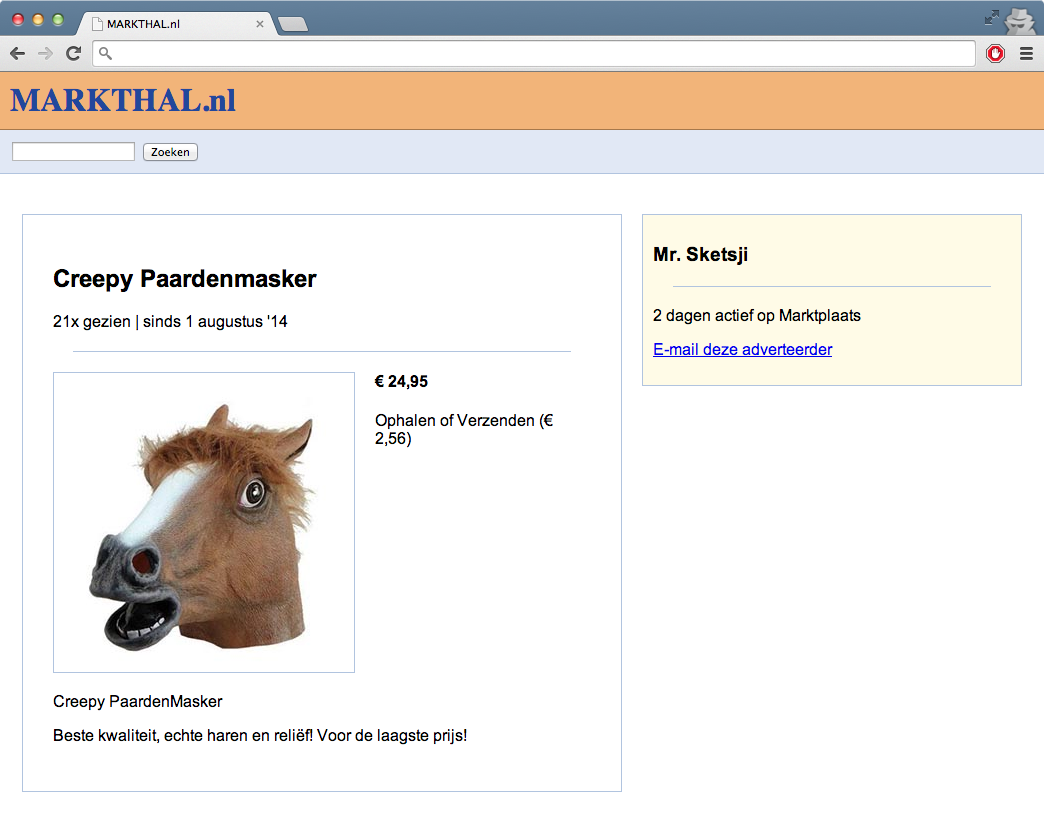 MARKTHAL.nl
MARKTHAL.nl
Zoeken
Creepy Paardenmasker
21x gezien | sinds 1 augustus '14
€ 24,95
Ophalen of Verzenden (€
2,56)
Creepy PaardenMasker
Beste kwaliteit, echte haren en reliëf! Voor de laagste prijs!
Mr. Sketsji
2 dagen actief op Marktplaats
E-mail deze adverteerder